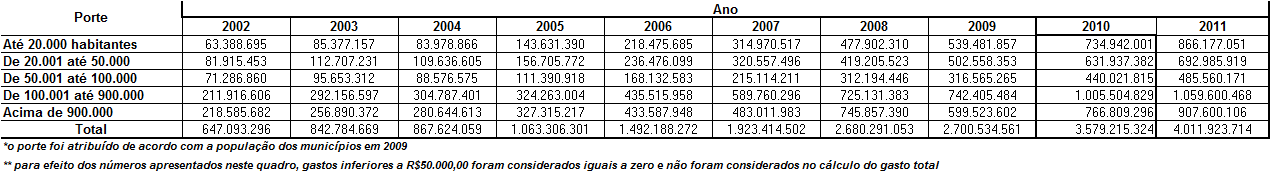 Porte Ano
2002 2003 2004 2005 2006 2007 2008 2009 2010 2011
Até 20.000 habitantes 63.388.695 85.377.157 83.978.866 143.631.390 218.475.685 314.970.517 477.902.310 539.481.857 734.942.001 866.177.051
De 20.001 até 50.000 81.915.453 112.707.231 109.636.605 156.705.772 236.476.099 320.557.496 419.205.523 502.558.353 631.937.382 692.985.919
De 50.001 até 100.000 71.286.860 95.653.312 88.576.575 111.390.918 168.132.583 215.114.211 312.194.446 316.565.265 440.021.815 485.560.171
De 100.001 até 900.000 211.916.606 292.156.597 304.787.401 324.263.004 435.515.958 589.760.296 725.131.383 742.405.484 1.005.504.829 1.059.600.468
Acima de 900.000 218.585.682 256.890.372 280.644.613 327.315.217 433.587.948 483.011.983 745.857.390 599.523.602 766.809.296 907.600.106
Total 647.093.296 842.784.669 867.624.059 1.063.306.301 1.492.188.272 1.923.414.502 2.680.291.053 2.700.534.561 3.579.215.324 4.011.923.714
*o porte foi atribuído de acordo com a população dos municípios em 2009
** para efeito dos números apresentados neste quadro, gastos inferiores a R$50.000,00 foram considerados iguais a zero e não foram considerados no cálculo do gasto total